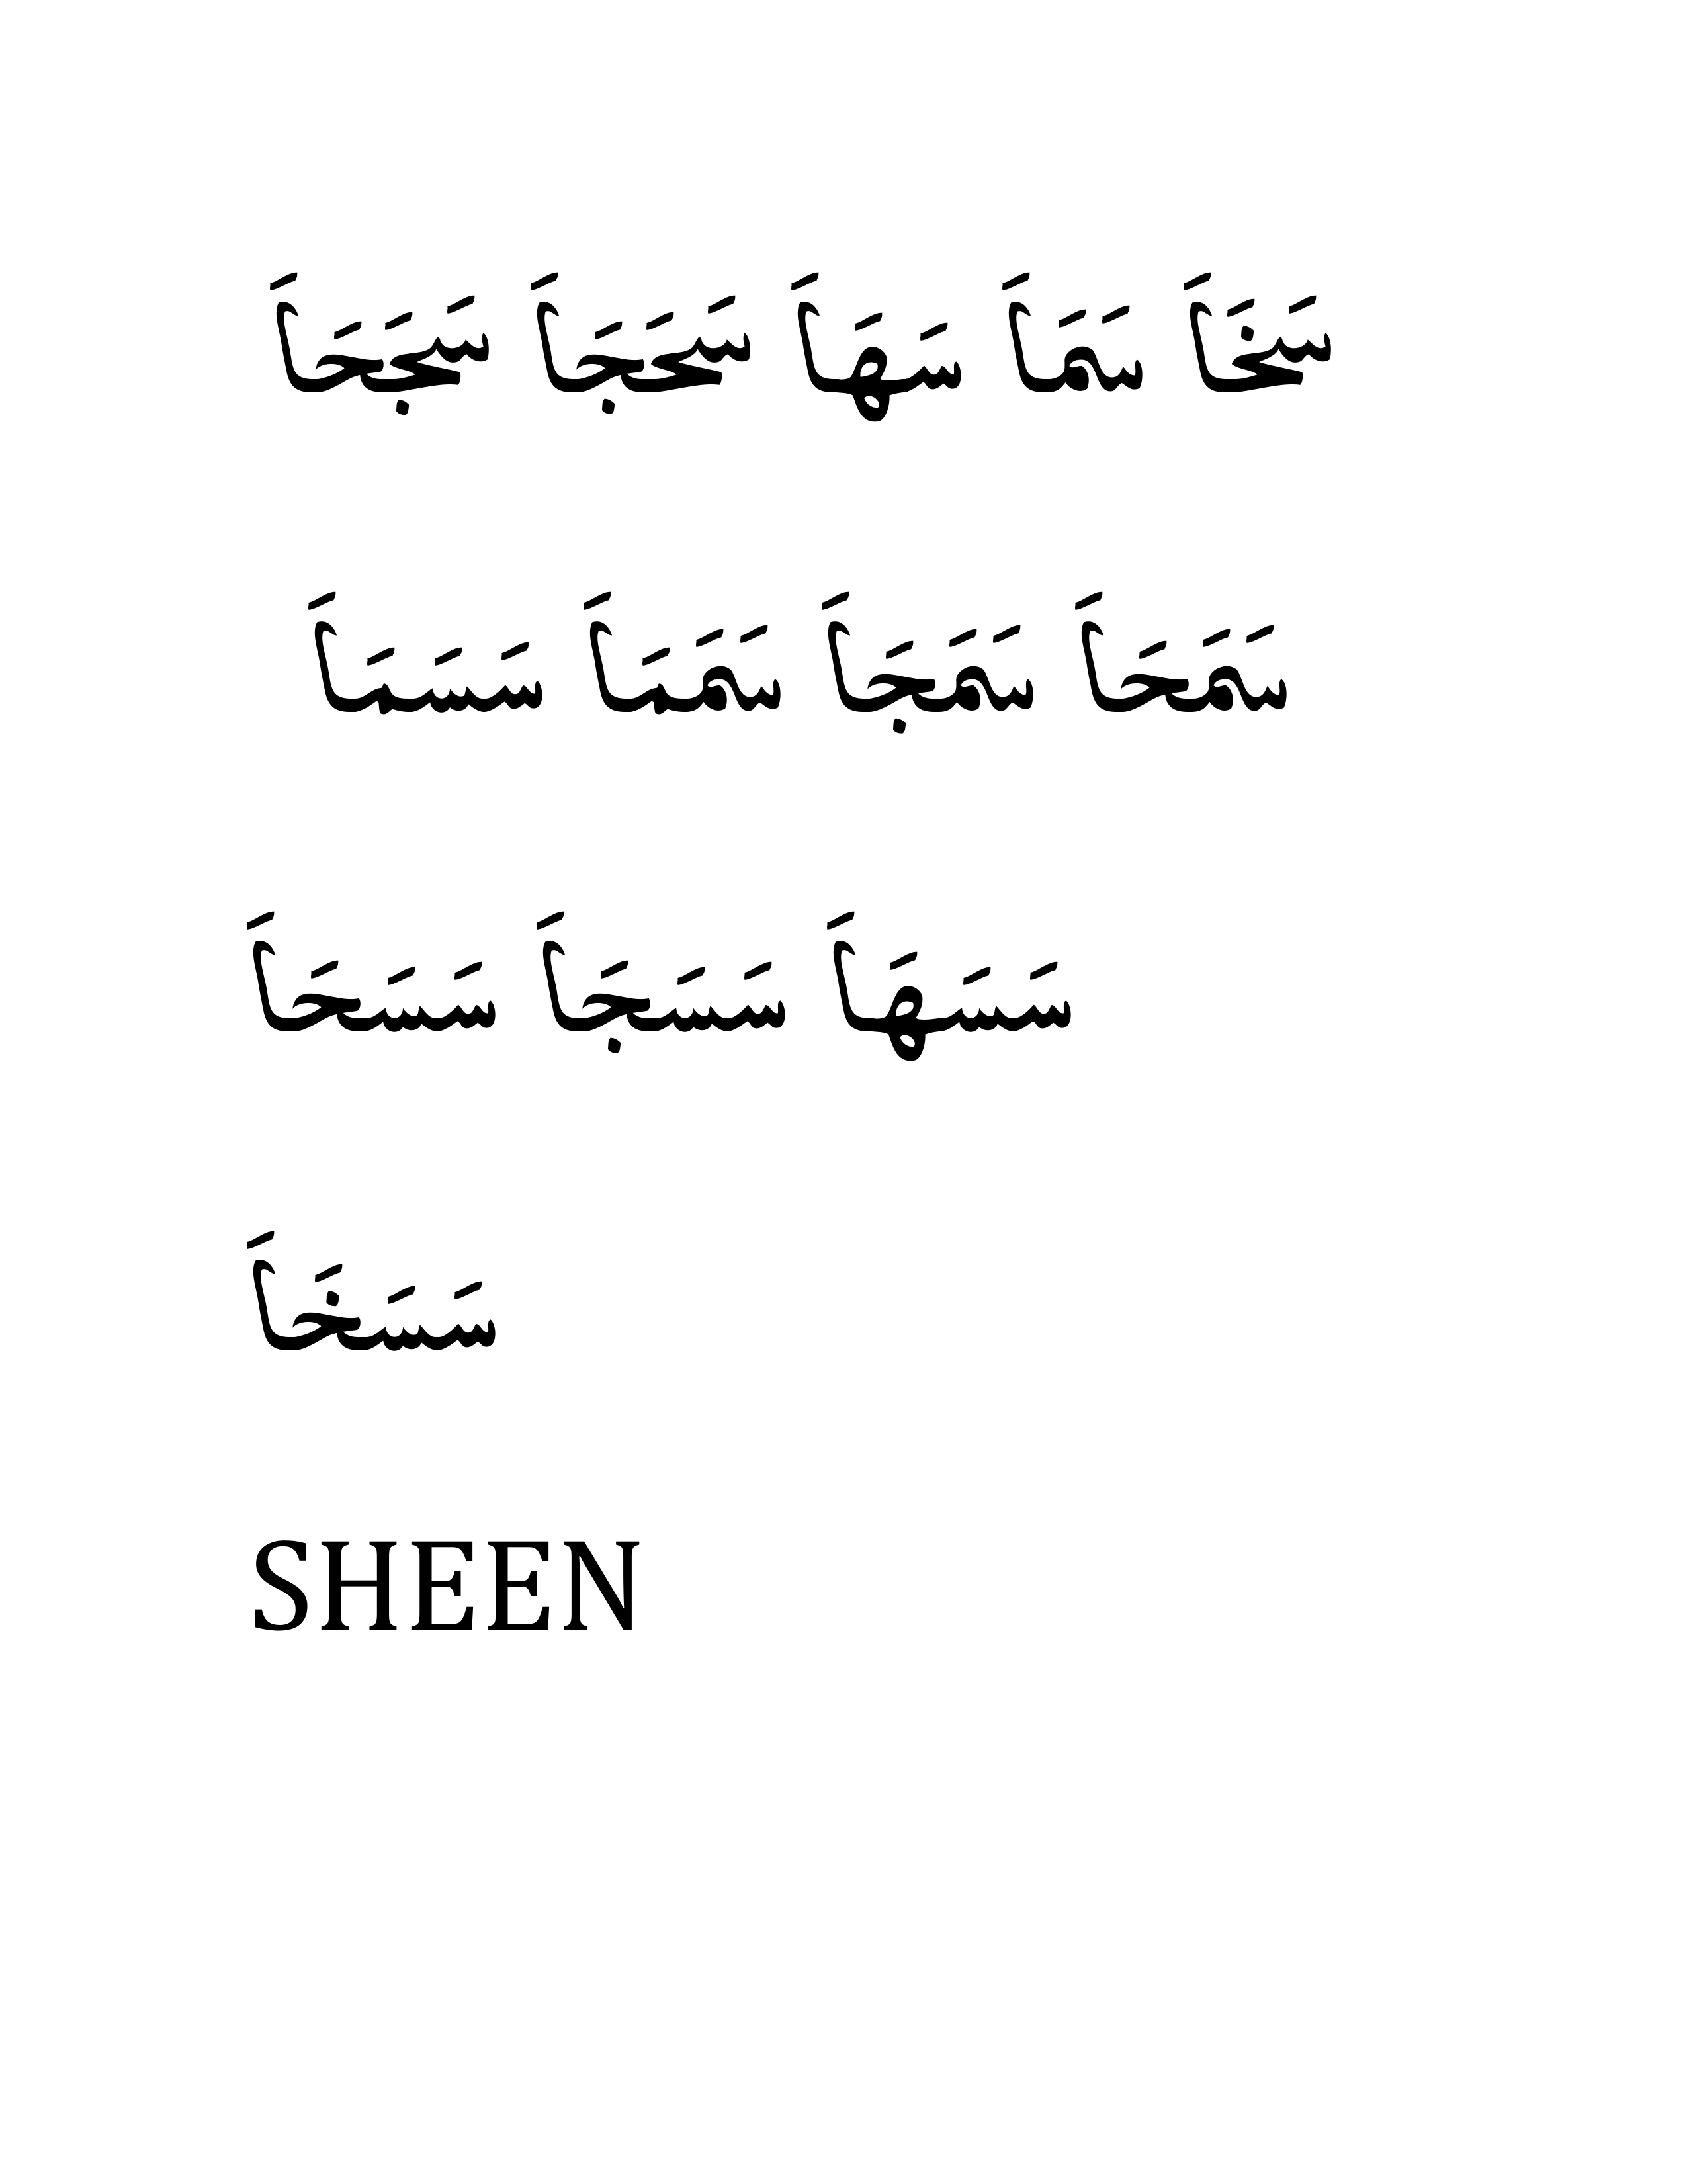 سَخَاَ سَمَاَ سَهَاَ سَحَجَاَ سَجَحَاَ
سَمَحَاَ سَمَجَاَ سَمَمَاَ سَسَمَاَ
سَسَهَاَ سَسَجَاَ سَسَحَاَ
سَسَخَاَ
SHEEN